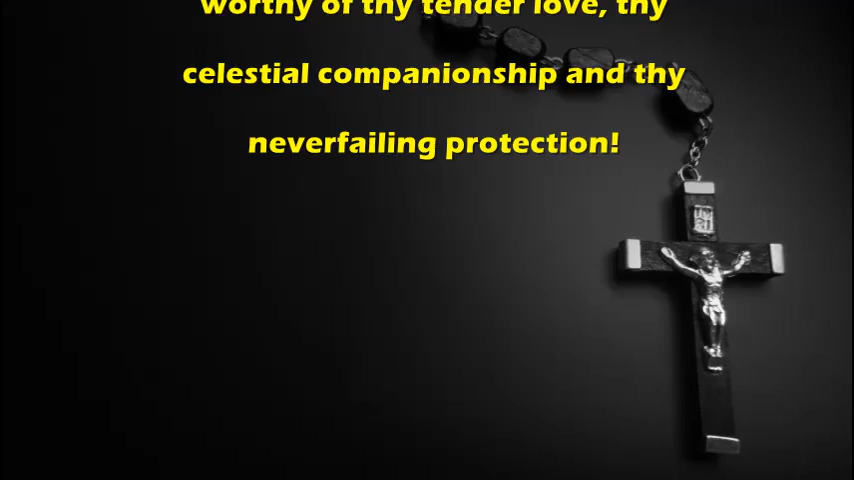 worthy of thy tender love, thy
celestial companionship and thy
neverfailing protection!